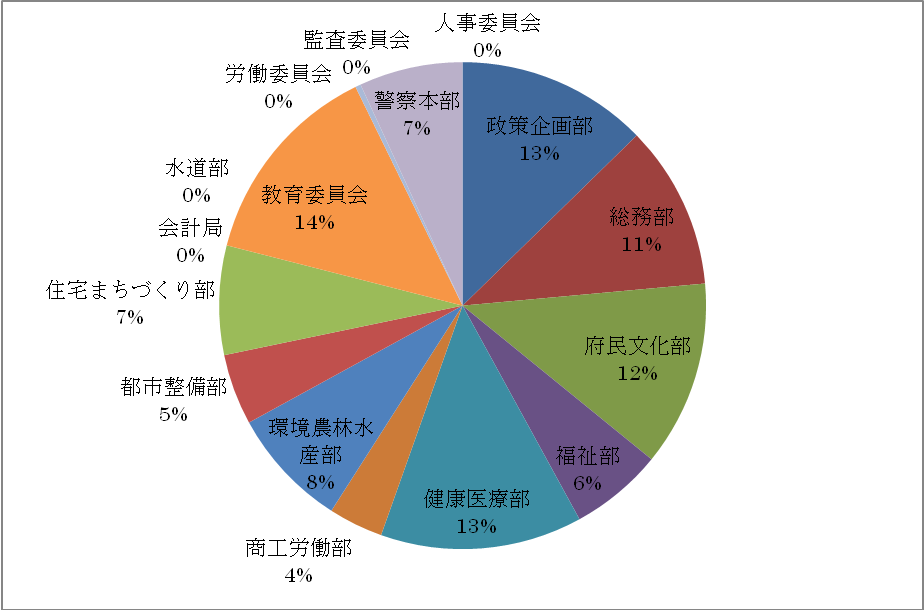 人事委員会
0%
監査委員会
0%
労働委員会
0%
警察本部
7%
政策企画部
13%
水道部
0%
教育委員会
14%
総務部
11%
会計局
0%
住宅まちづくり部
7%
府民文化部
12%
都市整備部
5%
環境農林水
産部
8%
福祉部
6%
健康医療部
13%
商工労働部
4%